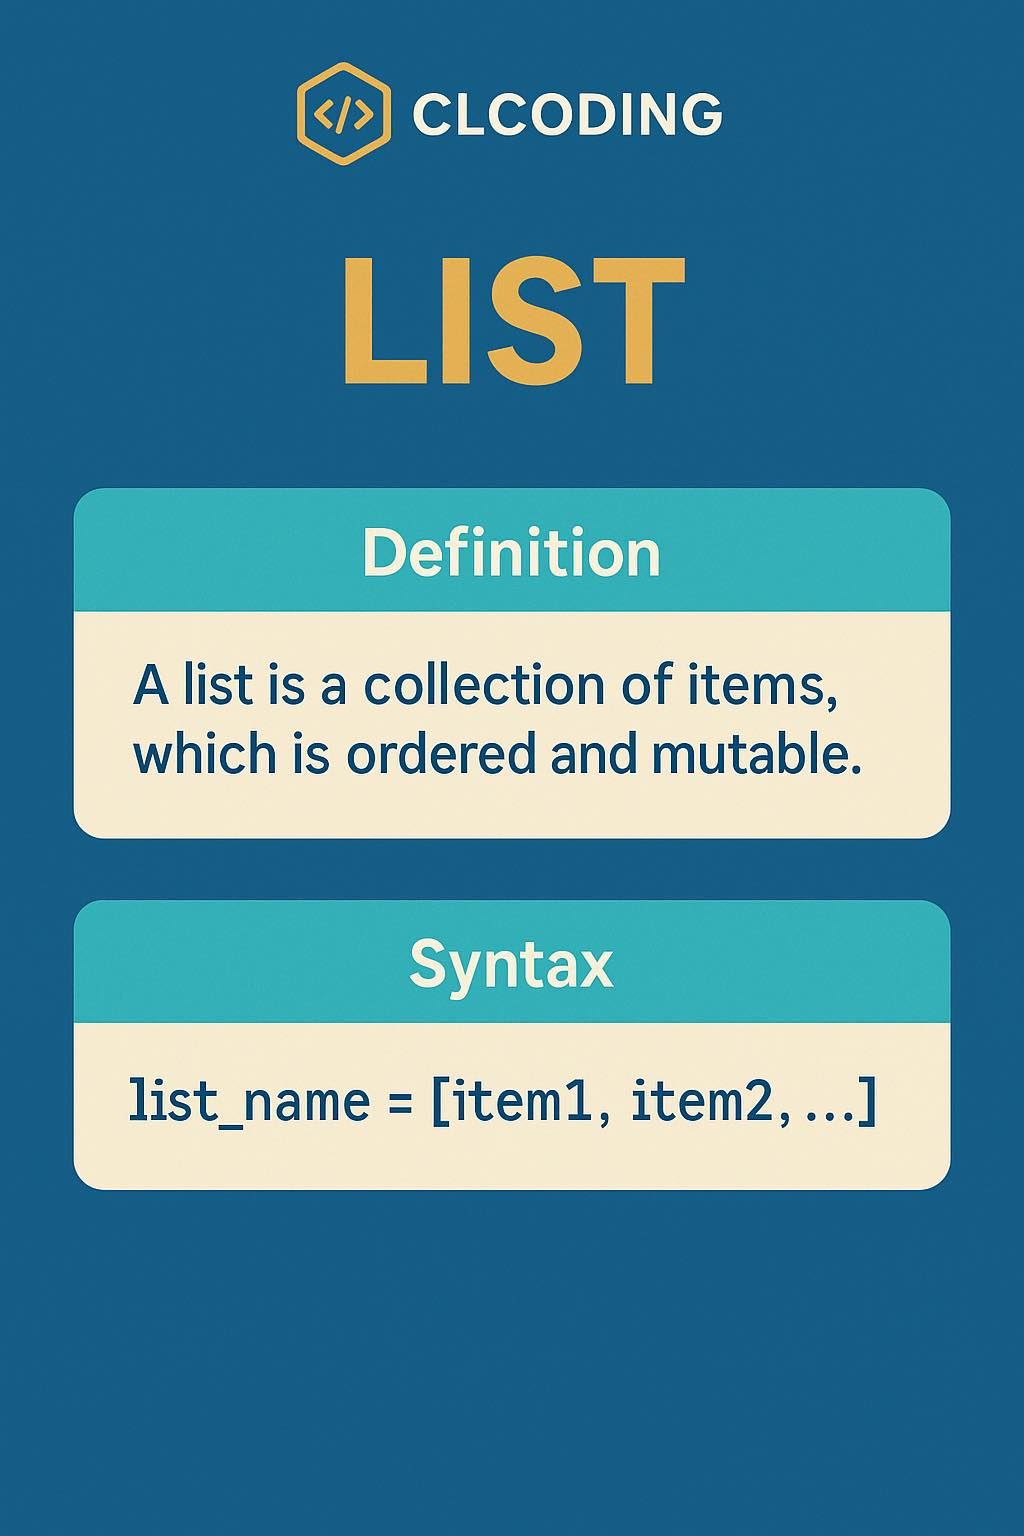 </> CLCODING
LIST
Definition
A list is a collection of items,
which is ordered and mutable.
Syntax
list_name = [item1, item2, ...]